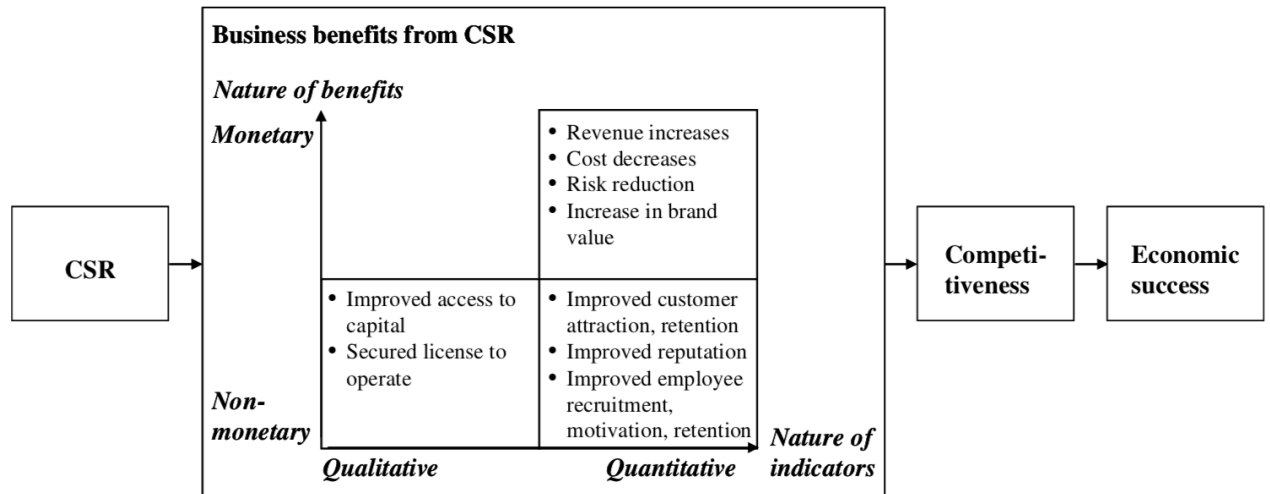 Business benefits from CSR
Nature of benefits
Monetary
• Revenue increases
• Cost decreases
• Risk reduction
• Increase in brand
value
CSR
Competi-
tiveness
Economic
success
• Improved access to
capital
• Secured license to
operate
• Improved customer
attraction, retention
• Improved reputation
• Improved employee
recruitment,
motivation, retention
Non-
monetary
Qualitative
Quantitative
Nature of
indicators